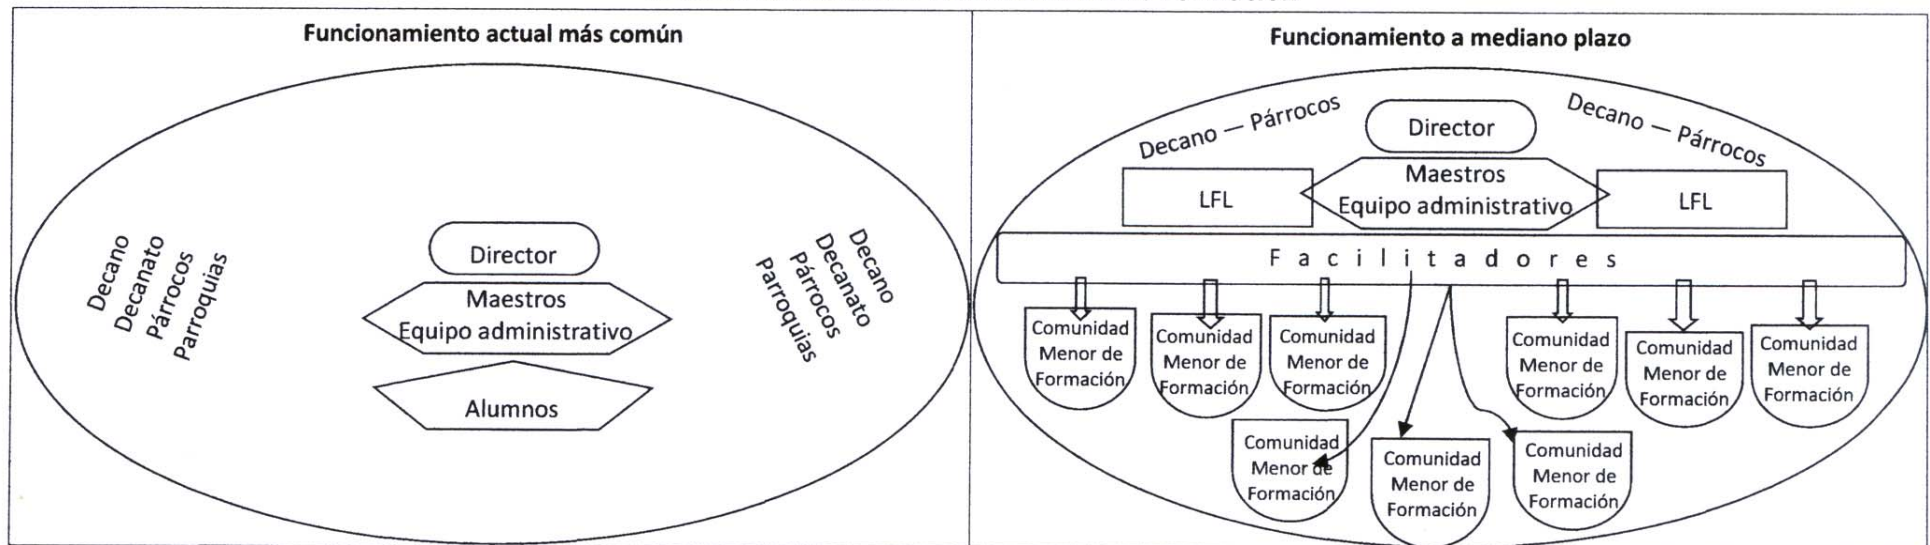 Funcionamiento actual más común
Decano
Decanato
Párrocos
Parroquias
Director
Maestros
Equipo administrativo
Alumnos
Decano
Decanato
Párrocos
Parroquias
Funcionamiento a mediano plazo
Decano — Párrocos
Director
Decano — Párrocos
LFL
Maestros
Equipo administrativo
LFL
F a c i l i t a d o r e s
Comunidad
Menor de
Formación
Comunidad
Menor de
Formación
Comunidad
Menor de
Formación
Comunidad
Menor de
Formación
Comunidad
Menor de
Formación
Comunidad
Menor de
Formación
Comunidad
Menor de
Formación
Comunidad
Menor de
Formación
Comunidad
Menor de
Formación